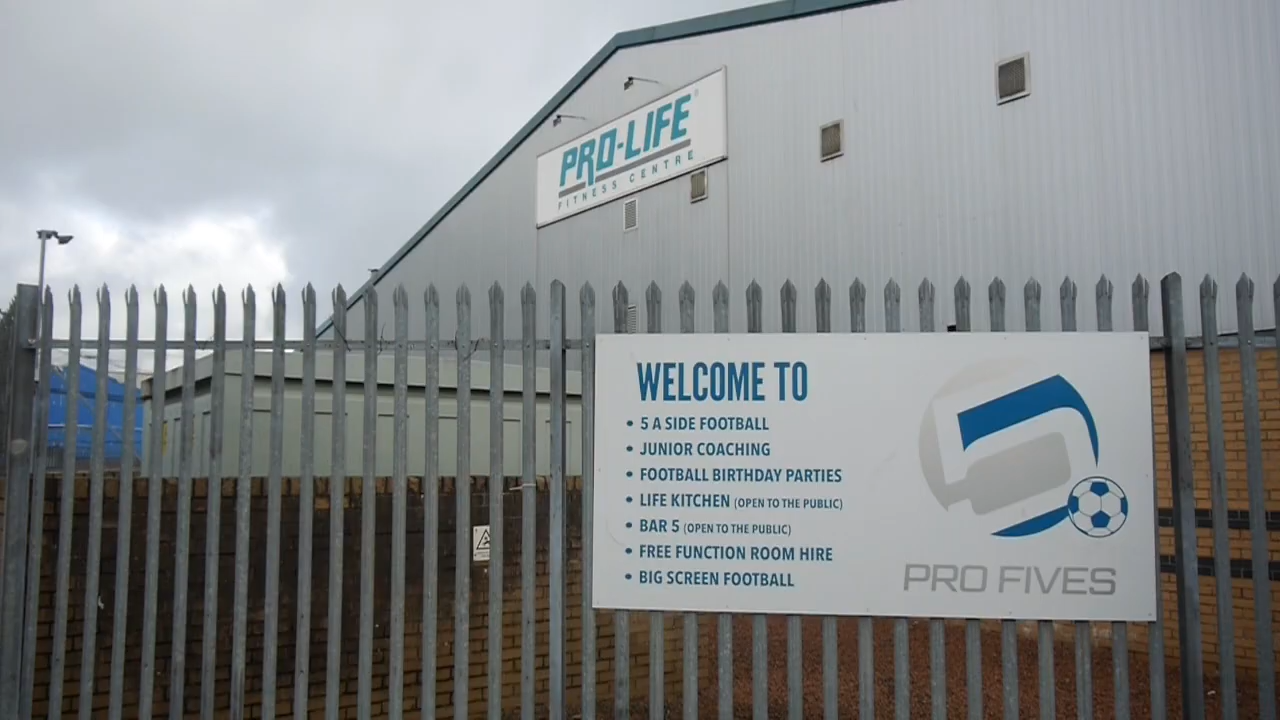 PRO-LIFE
FITNESS CENTRE
WELCOME TO
• 5 A SIDE FOOTBALL
• JUNIOR COACHING
• FOOTBALL BIRTHDAY PARTIES
• LIFE KITCHEN (OPEN TO THE PUBLIC)
• BAR 5 (OPEN TO THE PUBLIC)
• FREE FUNCTION ROOM HIRE
• BIG SCREEN FOOTBALL
PRO FIVES